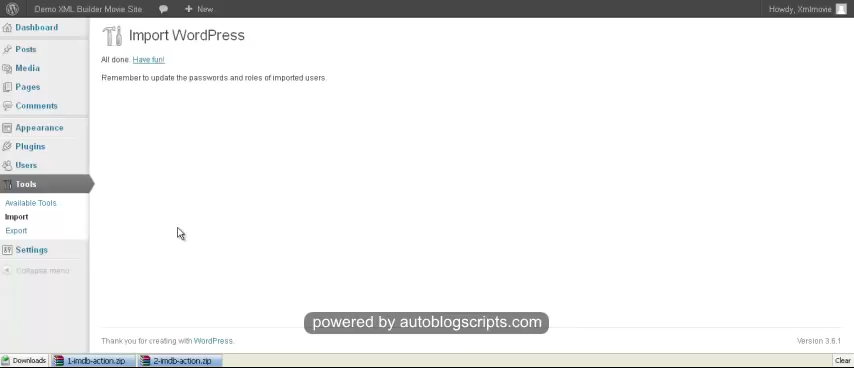 Demo XML Builder Movie Site
New
Howdy, Xmlmovie
Dashboard
Posts
Media
Pages
Comments
Appearance
Plugins
Users
Tools
Available Tools
Import
Export
Settings
Collapse menu
Import WordPress
All done. Have fun!
Remember to update the passwords and roles of imported users.
powered by autoblogscripts.com
Thank you for creating with WordPress.
Version 3.6.1
Downloads
1-imdb-action.zip
2-imdb-action.zip
Clear